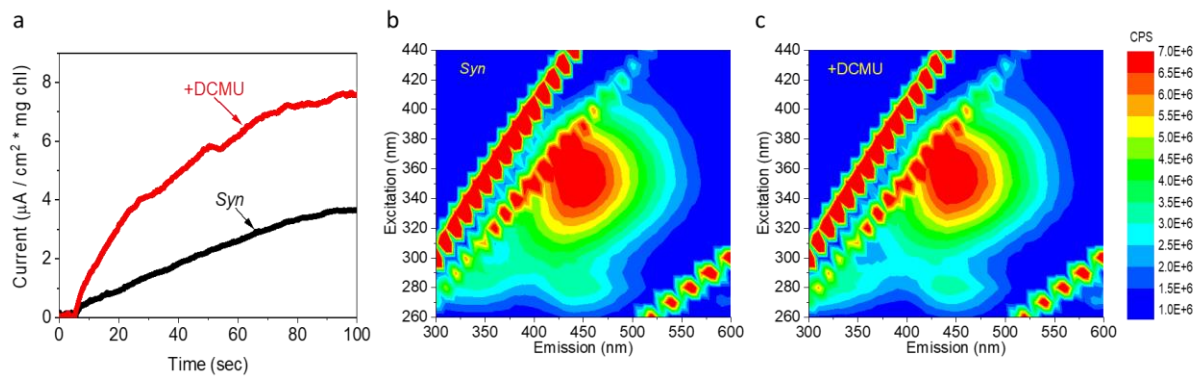 a
b
c
Current (μA / cm² * mg chl)
8
6
4
2
0
+DCMU
Syn
0 20 40 60 80 100
Time (sec)
Excitation (nm)
440
420
400
380
360
340
320
300
280
260
Syn
300 350 400 450 500 550 600
Emission (nm)
Excitation (nm)
440
420
400
380
360
340
320
300
280
260
+DCMU
300 350 400 450 500 550 600
Emission (nm)
CPS
7.0E+6
6.5E+6
6.0E+6
5.5E+6
5.0E+6
4.5E+6
4.0E+6
3.5E+6
3.0E+6
2.5E+6
2.0E+6
1.5E+6
1.0E+6